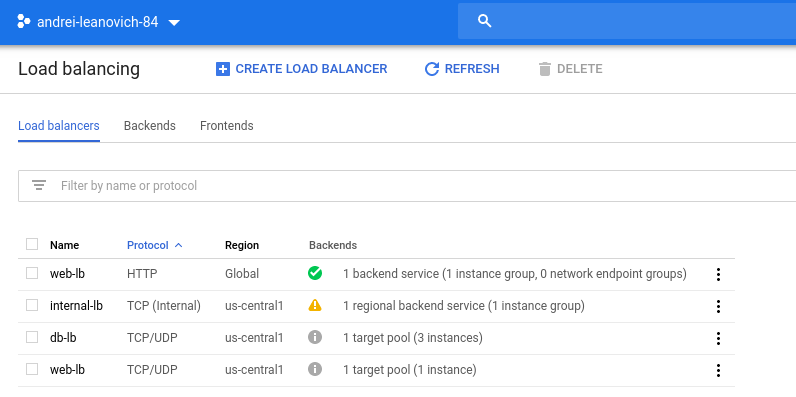 andrei-leanovich-84
Load balancing CREATE LOAD BALANCER REFRESH DELETE
Load balancers Backends Frontends
Filter by name or protocol
Name Protocol Region Backends
web-lb HTTP Global 1 backend service (1 instance group, 0 network endpoint groups)
internal-lb TCP (Internal) us-central1 1 regional backend service (1 instance group)
db-lb TCP/UDP us-central1 1 target pool (3 instances)
web-lb TCP/UDP us-central1 1 target pool (1 instance)